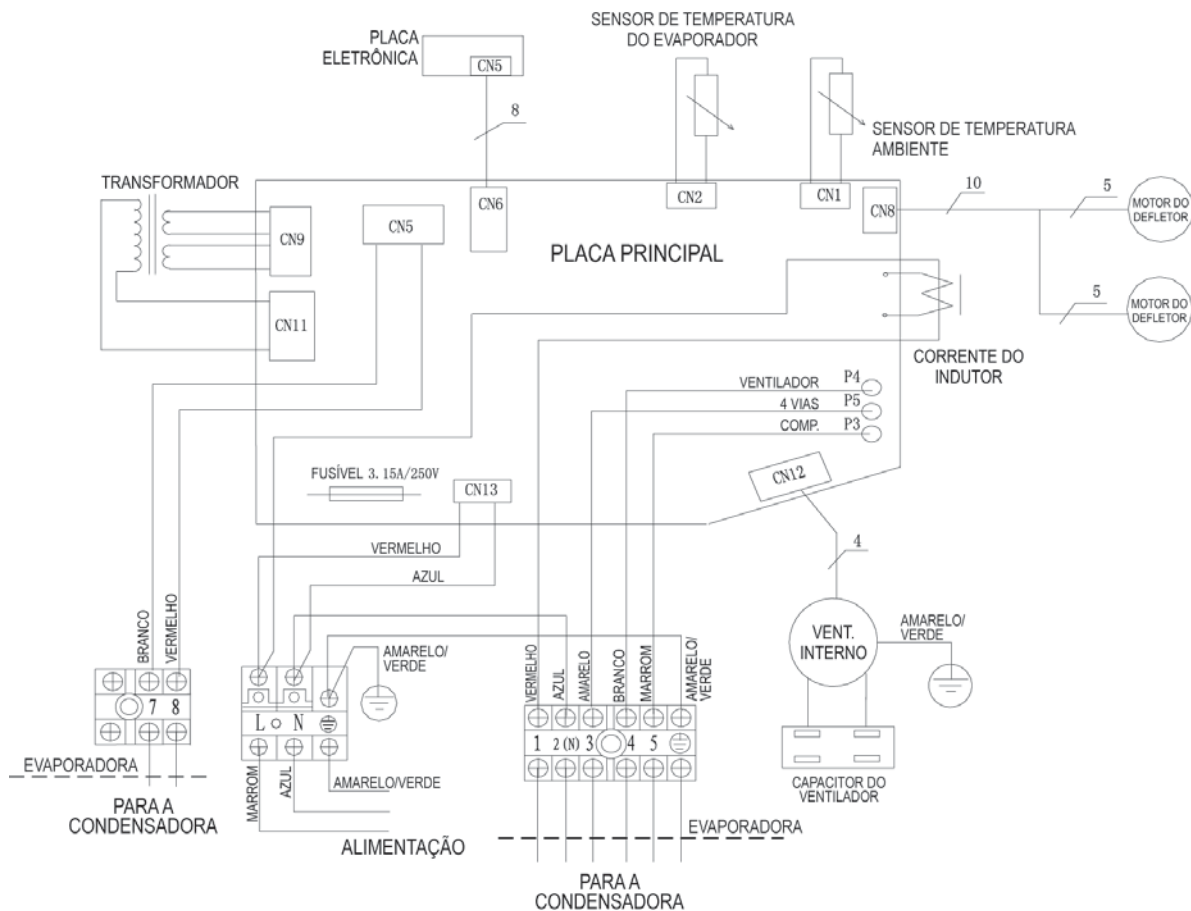 SENSOR DE TEMPERATURA
DO EVAPORADOR
PLACA
ELETRÔNICA
CN5
8
SENSOR DE TEMPERATURA
AMBIENTE
TRANSFORMADOR
CN9
CN5
CN6
CN2
CN1
CN8
10
5
MOTOR DO
DEFLETOR
PLACA PRINCIPAL
5
MOTOR DO
DEFLETOR
CN11
CORRENTE DO
INDUTOR
VENTILADOR P4
4 VIAS P5
COMP. P3
FUSÍVEL 3.15A/250V
CN13
CN12
VERMELHO
AZUL
4
BRANCO
VERMELHO
AMARELO/
VERDE
VERMELHO
AZUL
AMARELO
BRANCO
MARROM
AMARELO/
VERDE
VENT.
INTERNO
AMARELO/
VERDE
7 8
L N
1 2(N) 3 4 5
EVAPORADORA
PARA A
CONDENSADORA
MARROM
AZUL
AMARELO/VERDE
ALIMENTAÇÃO
EVAPORADORA
PARA A
CONDENSADORA
CAPACITOR DO
VENTILADOR